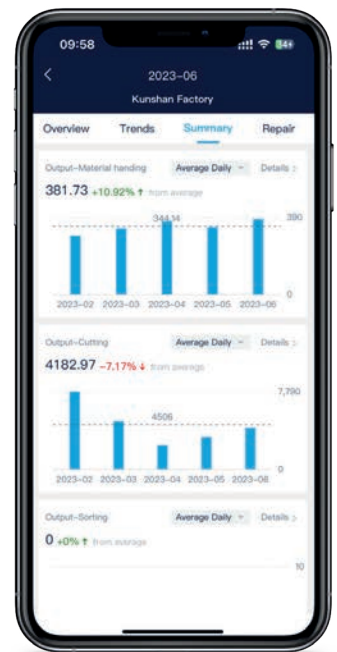 09:58 84+
2023-06
Kunshan Factory
Overview Trends Summary Repair
Output-Material handing Average Daily Details >
381.73 +10.92% ↑ from average
344.14 390
0
2023-02 2023-03 2023-04 2023-05 2023-06
Output-Cutting Average Daily Details >
4182.97 -7.17% ↓ from average
7,790
4506
0
2023-02 2023-03 2023-04 2023-05 2023-06
Output-Sorting Average Daily Details >
0 +0% ↑ from average
10